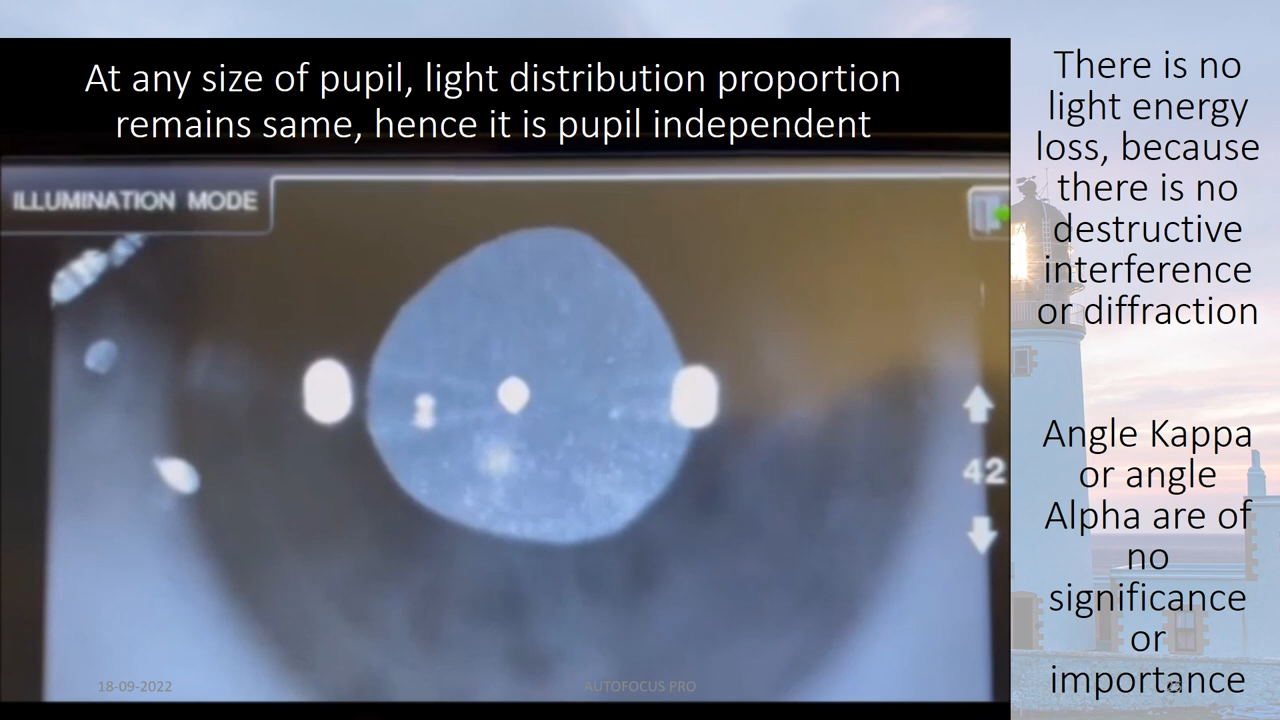 At any size of pupil, light distribution proportion
remains same, hence it is pupil independent
ILLUMINATION MODE
42
18-09-2022
AUTOFOCUS PRO
There is no
light energy
loss, because
there is no
destructive
interference
or diffraction
Angle Kappa
or angle
Alpha are of
no
significance
or
importance